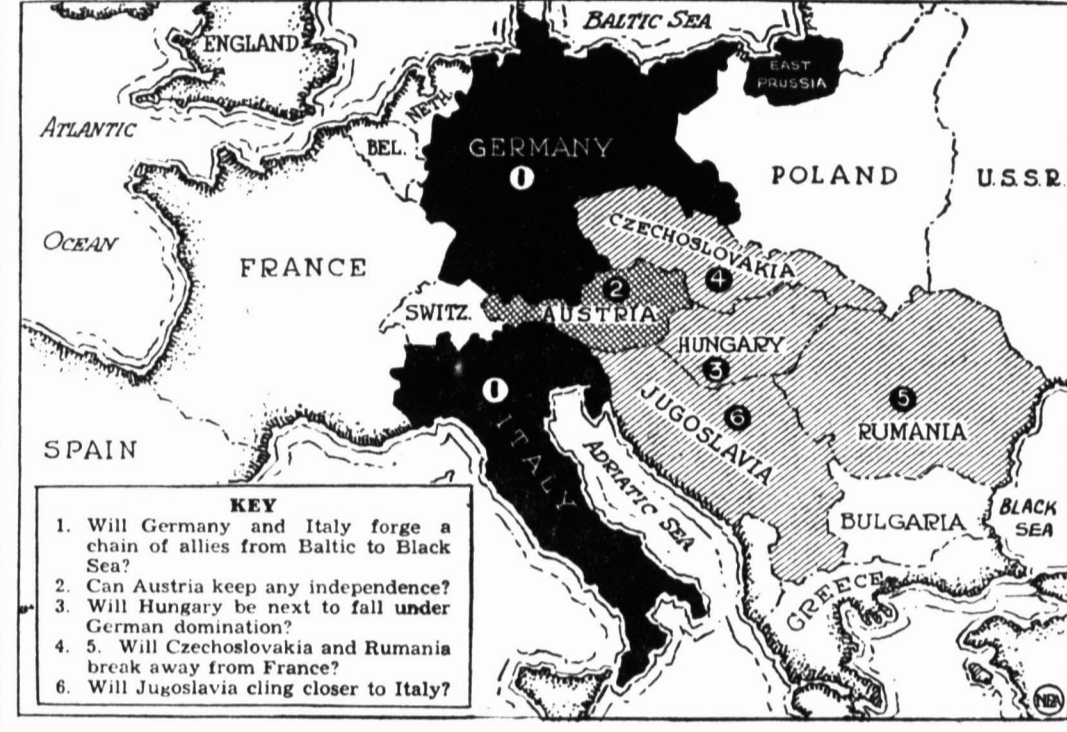 BALTIC SEA
ENGLAND
EAST
PRUSSIA
ATLANTIC
NETH.
BEL.
GERMANY
1
POLAND
U.S.S.R.
OCEAN
FRANCE
CZECHOSLOVAKIA
4
2
SWITZ.
AUSTRIA
HUNGARY
3
1
ITALY
JUGOSLAVIA
6
5
RUMANIA
SPAIN
ADRIATIC SEA
BULGARIA
BLACK
SEA
GREECE
KEY
1. Will Germany and Italy forge a
chain of allies from Baltic to Black
Sea?
2. Can Austria keep any independence?
3. Will Hungary be next to fall under
German domination?
4. 5. Will Czechoslovakia and Rumania
break away from France?
6. Will Jugoslavia cling closer to Italy?
NEA